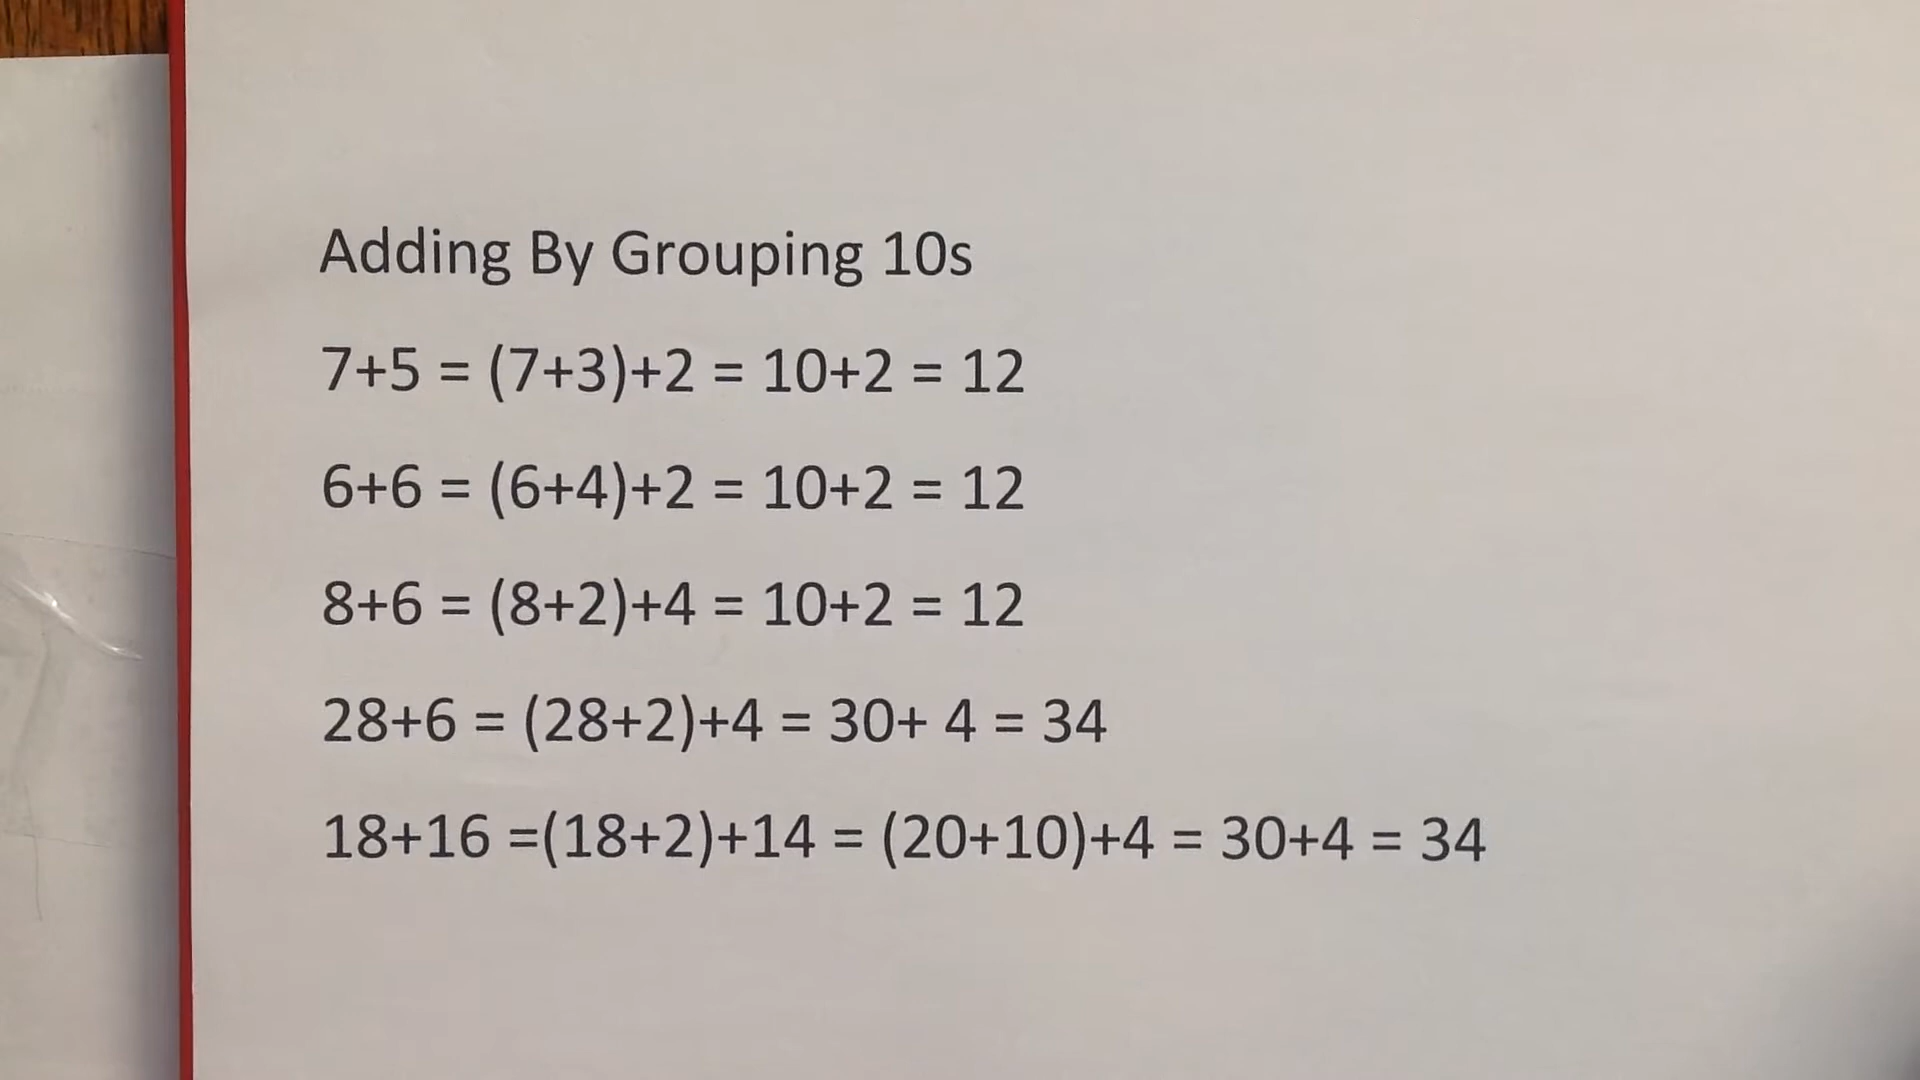 Adding By Grouping 10s
7+5 = (7+3)+2 = 10+2 = 12
6+6 = (6+4)+2 = 10+2 = 12
8+6 = (8+2)+4 = 10+2 = 12
28+6 = (28+2)+4 = 30+ 4 = 34
18+16 =(18+2)+14 = (20+10)+4 = 30+4 = 34